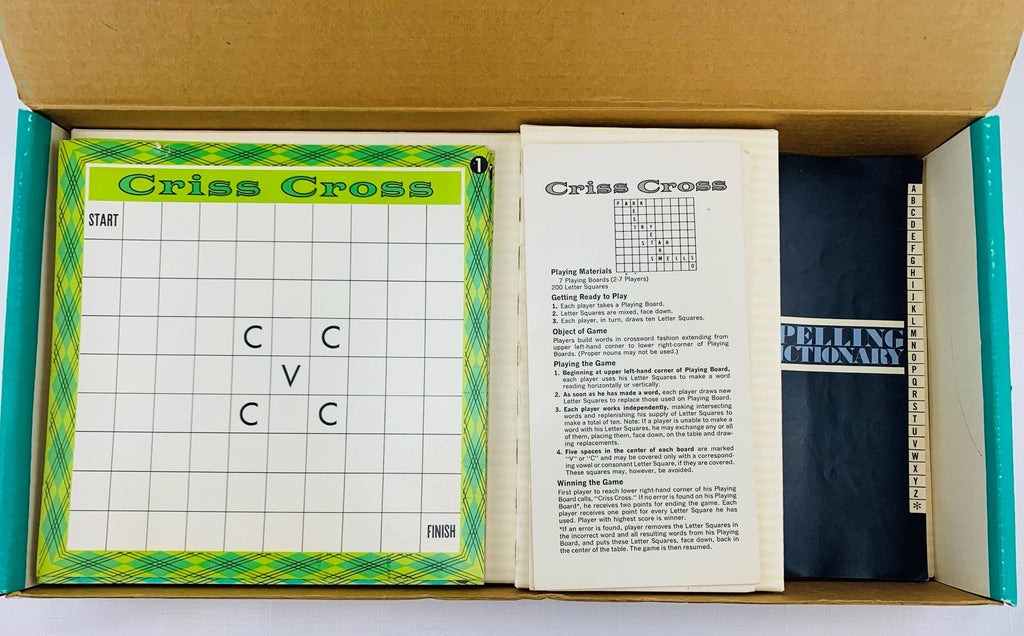 1
Criss Cross
START
C C
V
C C
FINISH
Criss Cross
PARK
E
S
TRY
E
STAR
H
SMELLS
O
Playing Materials
7 Playing Boards (2-7 Players)
200 Letter Squares
Getting Ready to Play
1. Each player takes a Playing Board.
2. Letter Squares are mixed, face down.
3. Each player, in turn, draws ten Letter Squares.
Object of Game
Players build words in crossword fashion extending from
upper left-hand corner to lower right-corner of Playing
Boards. (Proper nouns may not be used.)
Playing the Game
1. Beginning at upper left-hand corner of Playing Board,
each player uses his Letter Squares to make a word
reading horizontally or vertically.
2. As soon as he has made a word, each player draws new
Letter Squares to replace those used on Playing Board.
3. Each player works independently, making intersecting
words and replenishing his supply of Letter Squares to
make a total of ten. Note: If a player is unable to make a
word with his Letter Squares, he may exchange any or all
of them, placing them, face down, on the table and draw-
ing replacements.
4. Five spaces in the center of each board are marked
"V" or "C" and may be covered only with a correspond-
ing vowel or consonant Letter Square, if they are covered.
These squares may, however, be avoided.
Winning the Game
First player to reach lower right-hand corner of his Playing
Board calls, "Criss Cross." If no error is found on his Playing
Board*, he receives two points for ending the game. Each
player receives one point for every Letter Square he has
used. Player with highest score is winner.
*If an error is found, player removes the Letter Squares in
the incorrect word and all resulting words from his Playing
Board, and puts these Letter Squares, face down, back in
the center of the table. The game is then resumed.
PELLING
ICTIONARY
A
B
C
D
E
F
G
H
I
J
K
L
M
N
O
P
Q
R
S
T
U
V
W
X
Y
Z
*